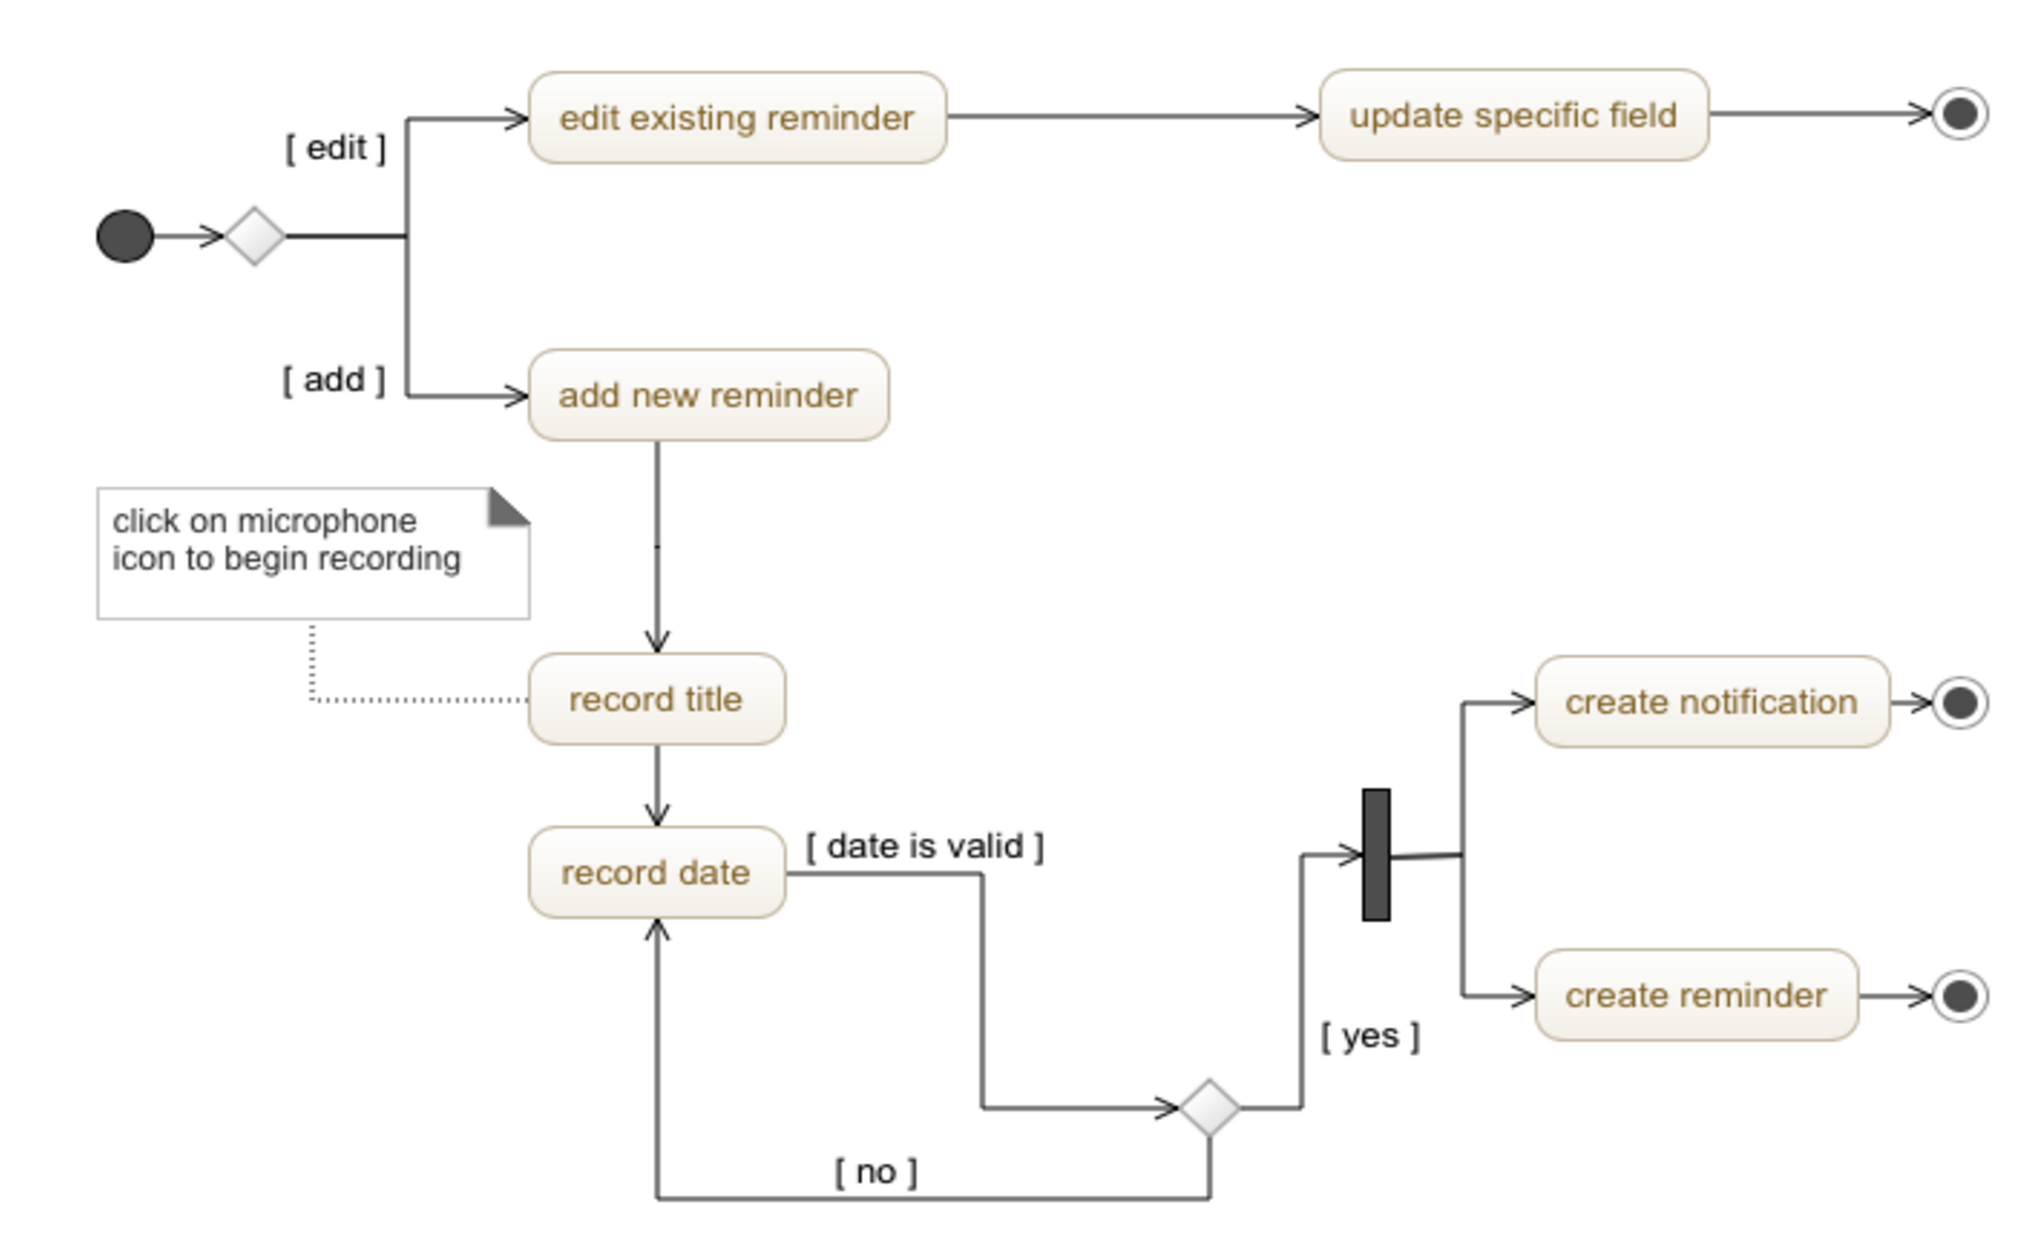 edit existing reminder
update specific field
[ edit ]
[ add ]
add new reminder
click on microphone
icon to begin recording
record title
create notification
record date
[ date is valid ]
create reminder
[ yes ]
[ no ]